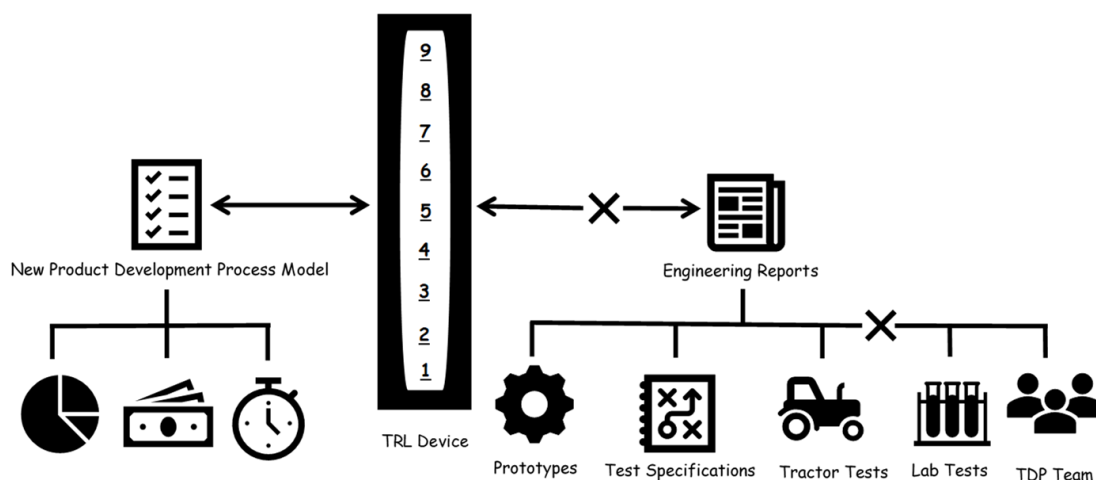 9
8
7
6
5
4
3
2
1
New Product Development Process Model
Engineering Reports
TRL Device
Prototypes
Test Specifications
Tractor Tests
Lab Tests
TDP Team